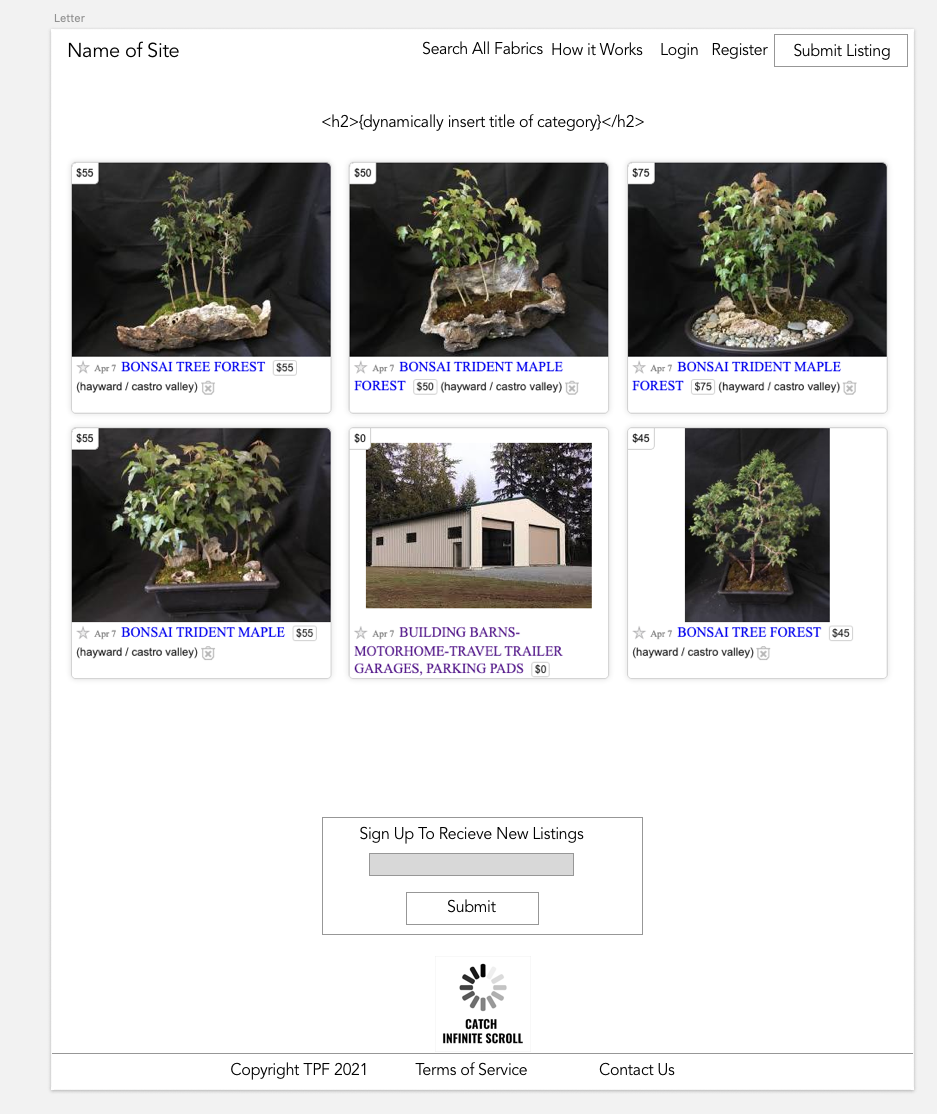 Letter
Name of Site
Search All Fabrics How it Works Login Register Submit Listing
<h2>{dynamically insert title of category}</h2>
$55
Apr 7 BONSAI TREE FOREST $55
(hayward / castro valley)
$50
Apr 7 BONSAI TRIDENT MAPLE
FOREST $50 (hayward / castro valley)
$75
Apr 7 BONSAI TRIDENT MAPLE
FOREST $75 (hayward / castro valley)
$55
Apr 7 BONSAI TRIDENT MAPLE $55
(hayward / castro valley)
$0
Apr 7 BUILDING BARNS-
MOTORHOME-TRAVEL TRAILER
GARAGES, PARKING PADS $0
$45
Apr 7 BONSAI TREE FOREST $45
(hayward / castro valley)
Sign Up To Recieve New Listings
Submit
CATCH
INFINITE SCROLL
Copyright TPF 2021 Terms of Service Contact Us